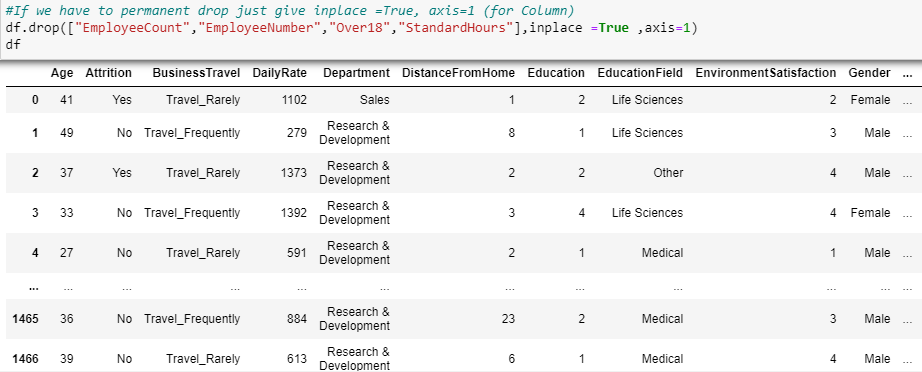 #If we have to permanent drop just give inplace =True, axis=1 (for Column)
df.drop(["EmployeeCount","EmployeeNumber","Over18","StandardHours"],inplace =True ,axis=1)
df
Age Attrition BusinessTravel DailyRate Department DistanceFromHome Education EducationField EnvironmentSatisfaction Gender ...
0 41 Yes Travel_Rarely 1102 Sales 1 2 Life Sciences 2 Female ...
1 49 No Travel_Frequently 279 Research & Development 8 1 Life Sciences 3 Male ...
2 37 Yes Travel_Rarely 1373 Research & Development 2 2 Other 4 Male ...
3 33 No Travel_Frequently 1392 Research & Development 3 4 Life Sciences 4 Female ...
4 27 No Travel_Rarely 591 Research & Development 2 1 Medical 1 Male ...
... ... ... ... ... ... ... ... ... ... ... ...
1465 36 No Travel_Frequently 884 Research & Development 23 2 Medical 3 Male ...
1466 39 No Travel_Rarely 613 Research & Development 6 1 Medical 4 Male ...